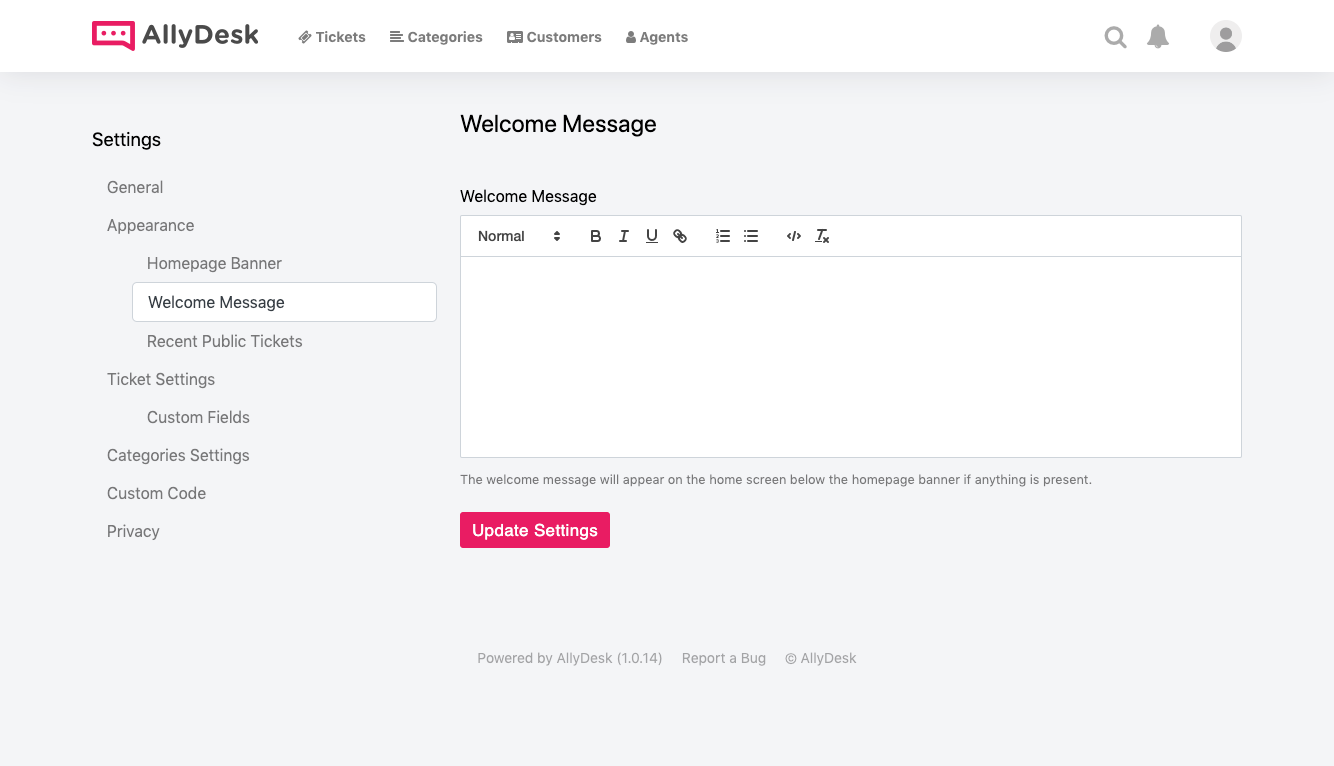 AllyDesk Tickets Categories Customers Agents
Settings
General
Appearance
Homepage Banner
Welcome Message
Recent Public Tickets
Ticket Settings
Custom Fields
Categories Settings
Custom Code
Privacy
Welcome Message
Welcome Message
Normal B I U
The welcome message will appear on the home screen below the homepage banner if anything is present.
Update Settings
Powered by AllyDesk (1.0.14) Report a Bug © AllyDesk